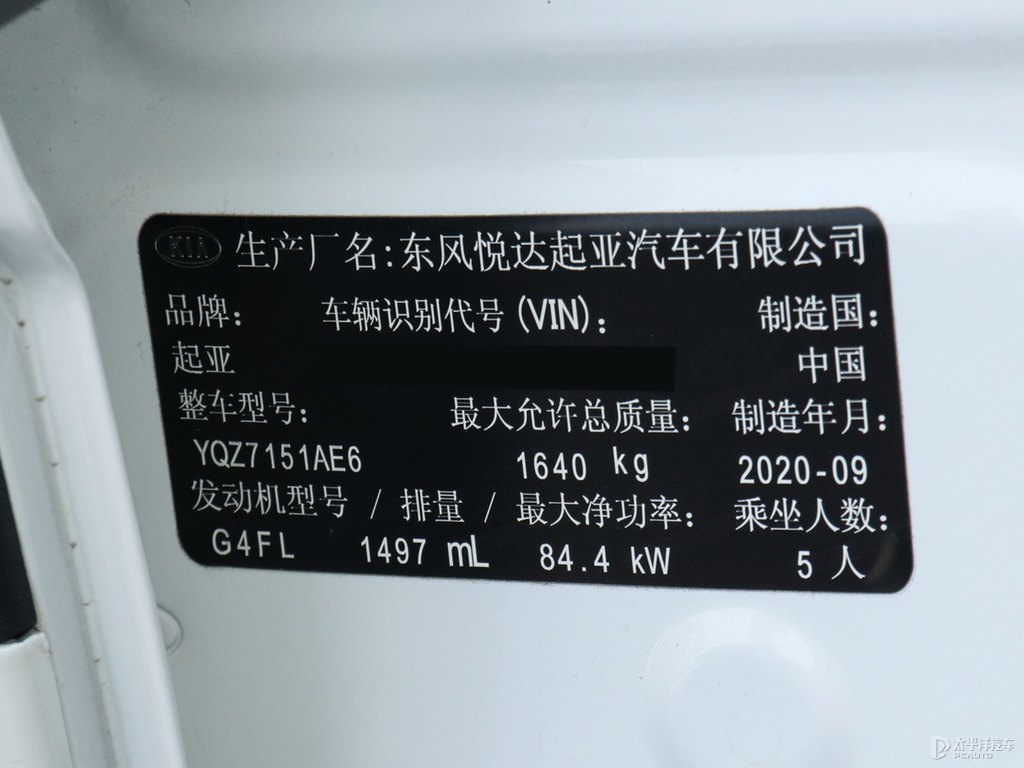 KIA 生产厂名:东风悦达起亚汽车有限公司
品牌: 车辆识别代号(VIN): 制造国:
起亚 中国
整车型号: 最大允许总质量: 制造年月:
YQZ7151AE6 1640 kg 2020-09
发动机型号 / 排量 / 最大净功率: 乘坐人数:
G4FL 1497 mL 84.4 kW 5 人
太平洋汽车
PCAUTO